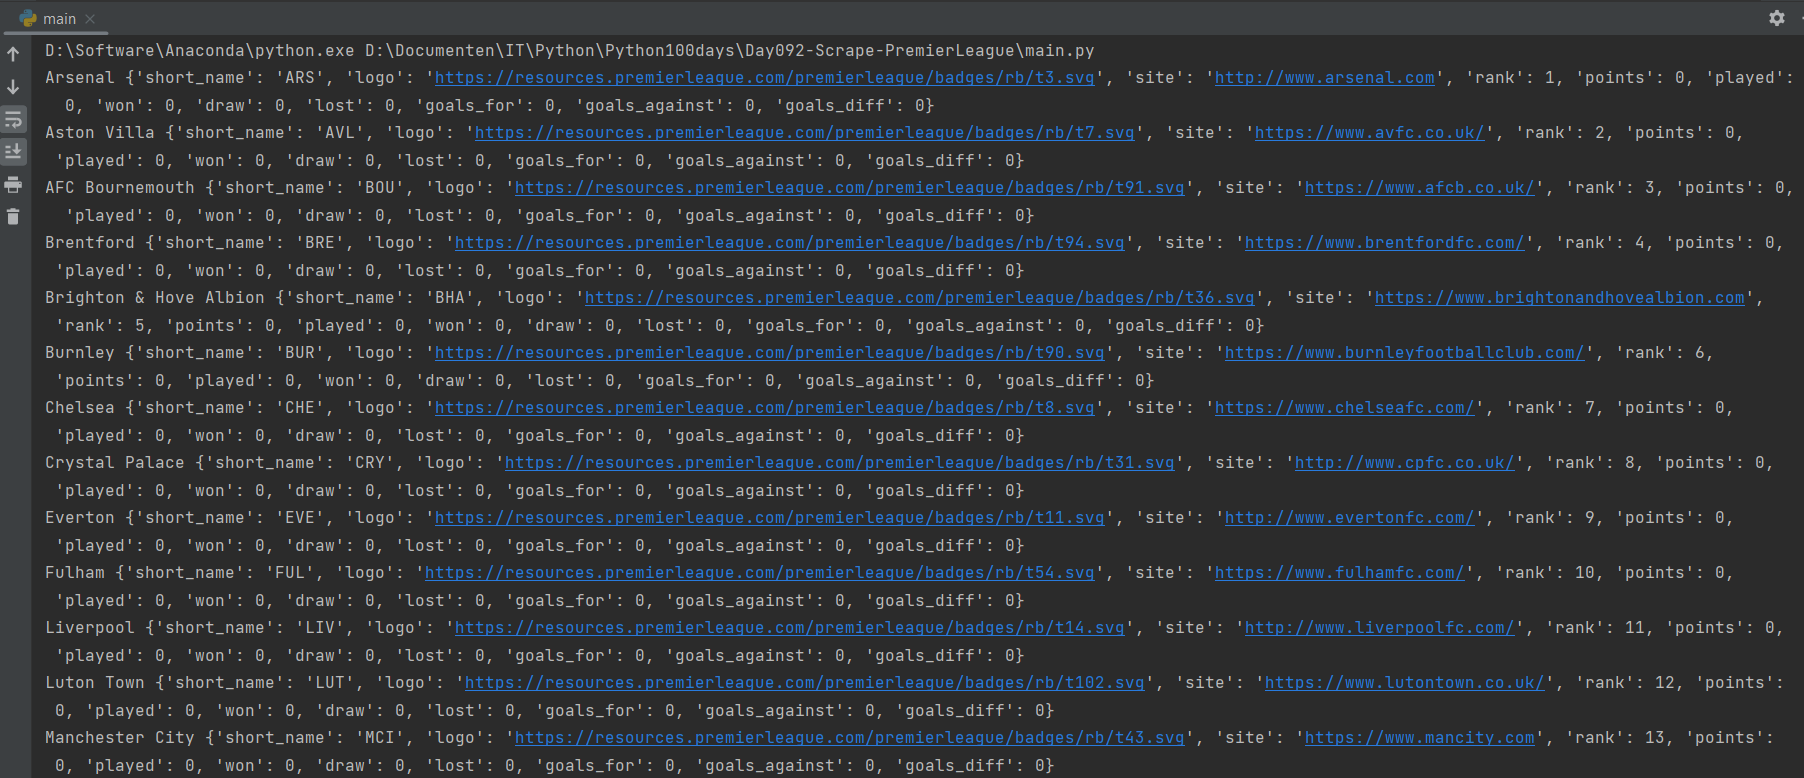 main
D:\Software\Anaconda\python.exe D:\Documenten\IT\Python\Python100days\Day092-Scrape-PremierLeague\main.py
Arsenal {'short_name': 'ARS', 'logo': 'https://resources.premierleague.com/premierleague/badges/rb/t3.svg', 'site': 'http://www.arsenal.com', 'rank': 1, 'points': 0, 'played':
0, 'won': 0, 'draw': 0, 'lost': 0, 'goals_for': 0, 'goals_against': 0, 'goals_diff': 0}
Aston Villa {'short_name': 'AVL', 'logo': 'https://resources.premierleague.com/premierleague/badges/rb/t7.svg', 'site': 'https://www.avfc.co.uk/', 'rank': 2, 'points': 0,
'played': 0, 'won': 0, 'draw': 0, 'lost': 0, 'goals_for': 0, 'goals_against': 0, 'goals_diff': 0}
AFC Bournemouth {'short_name': 'BOU', 'logo': 'https://resources.premierleague.com/premierleague/badges/rb/t91.svg', 'site': 'https://www.afcb.co.uk/', 'rank': 3, 'points': 0,
'played': 0, 'won': 0, 'draw': 0, 'lost': 0, 'goals_for': 0, 'goals_against': 0, 'goals_diff': 0}
Brentford {'short_name': 'BRE', 'logo': 'https://resources.premierleague.com/premierleague/badges/rb/t94.svg', 'site': 'https://www.brentfordfc.com/', 'rank': 4, 'points': 0,
'played': 0, 'won': 0, 'draw': 0, 'lost': 0, 'goals_for': 0, 'goals_against': 0, 'goals_diff': 0}
Brighton & Hove Albion {'short_name': 'BHA', 'logo': 'https://resources.premierleague.com/premierleague/badges/rb/t36.svg', 'site': 'https://www.brightonandhovealbion.com',
'rank': 5, 'points': 0, 'played': 0, 'won': 0, 'draw': 0, 'lost': 0, 'goals_for': 0, 'goals_against': 0, 'goals_diff': 0}
Burnley {'short_name': 'BUR', 'logo': 'https://resources.premierleague.com/premierleague/badges/rb/t90.svg', 'site': 'https://www.burnleyfootballclub.com/', 'rank': 6,
'points': 0, 'played': 0, 'won': 0, 'draw': 0, 'lost': 0, 'goals_for': 0, 'goals_against': 0, 'goals_diff': 0}
Chelsea {'short_name': 'CHE', 'logo': 'https://resources.premierleague.com/premierleague/badges/rb/t8.svg', 'site': 'https://www.chelseafc.com/', 'rank': 7, 'points': 0,
'played': 0, 'won': 0, 'draw': 0, 'lost': 0, 'goals_for': 0, 'goals_against': 0, 'goals_diff': 0}
Crystal Palace {'short_name': 'CRY', 'logo': 'https://resources.premierleague.com/premierleague/badges/rb/t31.svg', 'site': 'http://www.cpfc.co.uk/', 'rank': 8, 'points': 0,
'played': 0, 'won': 0, 'draw': 0, 'lost': 0, 'goals_for': 0, 'goals_against': 0, 'goals_diff': 0}
Everton {'short_name': 'EVE', 'logo': 'https://resources.premierleague.com/premierleague/badges/rb/t11.svg', 'site': 'http://www.evertonfc.com/', 'rank': 9, 'points': 0,
'played': 0, 'won': 0, 'draw': 0, 'lost': 0, 'goals_for': 0, 'goals_against': 0, 'goals_diff': 0}
Fulham {'short_name': 'FUL', 'logo': 'https://resources.premierleague.com/premierleague/badges/rb/t54.svg', 'site': 'https://www.fulhamfc.com/', 'rank': 10, 'points': 0,
'played': 0, 'won': 0, 'draw': 0, 'lost': 0, 'goals_for': 0, 'goals_against': 0, 'goals_diff': 0}
Liverpool {'short_name': 'LIV', 'logo': 'https://resources.premierleague.com/premierleague/badges/rb/t14.svg', 'site': 'http://www.liverpoolfc.com/', 'rank': 11, 'points': 0,
'played': 0, 'won': 0, 'draw': 0, 'lost': 0, 'goals_for': 0, 'goals_against': 0, 'goals_diff': 0}
Luton Town {'short_name': 'LUT', 'logo': 'https://resources.premierleague.com/premierleague/badges/rb/t102.svg', 'site': 'https://www.lutontown.co.uk/', 'rank': 12, 'points':
0, 'played': 0, 'won': 0, 'draw': 0, 'lost': 0, 'goals_for': 0, 'goals_against': 0, 'goals_diff': 0}
Manchester City {'short_name': 'MCI', 'logo': 'https://resources.premierleague.com/premierleague/badges/rb/t43.svg', 'site': 'https://www.mancity.com', 'rank': 13, 'points':
0, 'played': 0, 'won': 0, 'draw': 0, 'lost': 0, 'goals_for': 0, 'goals_against': 0, 'goals_diff': 0}